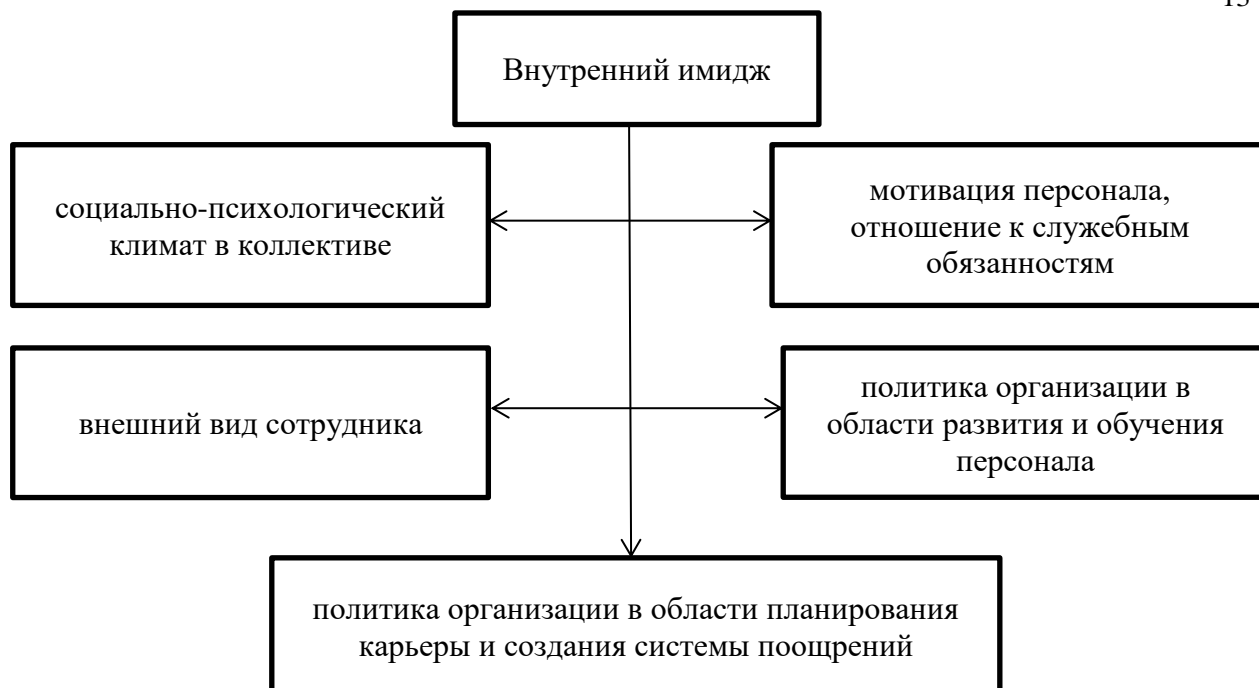 Внутренний имидж
социально-психологический
климат в коллективе
мотивация персонала,
отношение к служебным
обязанностям
внешний вид сотрудника
политика организации в
области развития и обучения
персонала
политика организации в области планирования
карьеры и создания системы поощрений